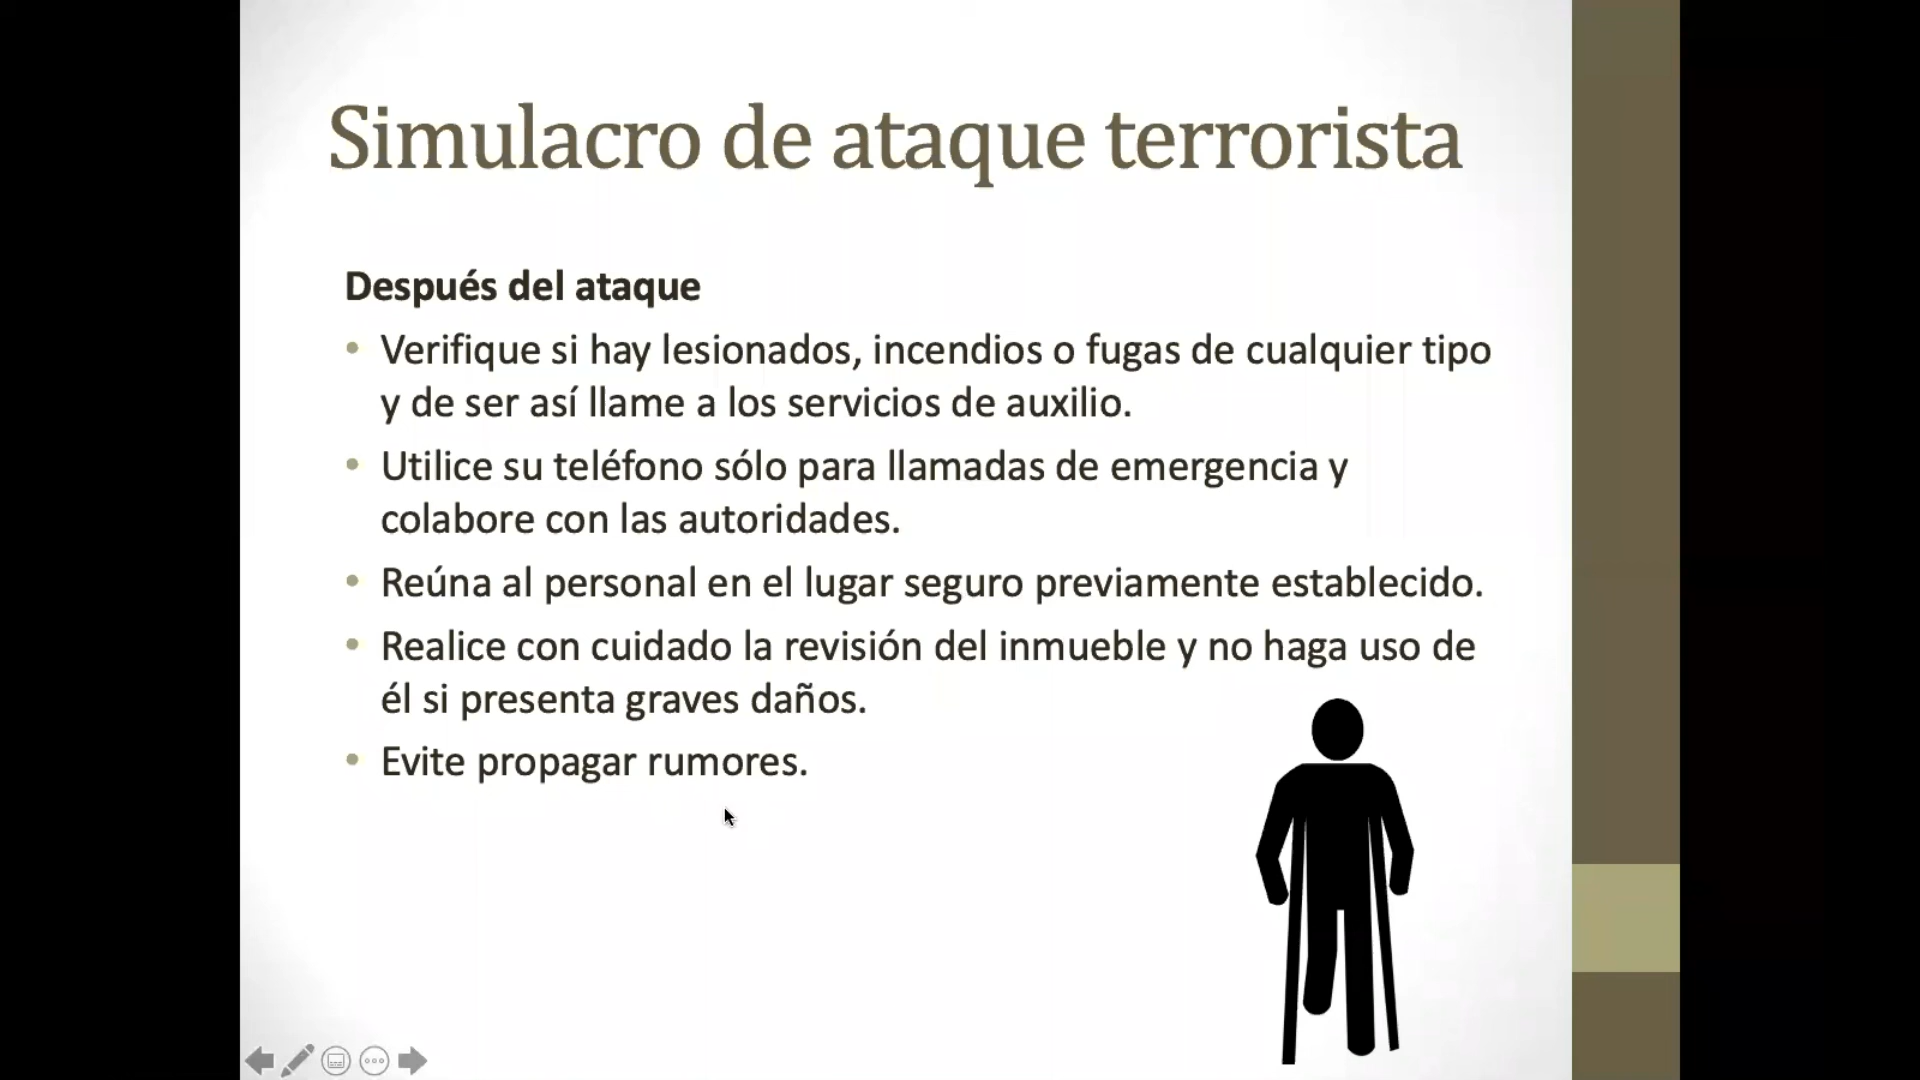 Simulacro de ataque terrorista
Después del ataque
• Verifique si hay lesionados, incendios o fugas de cualquier tipo
y de ser así llame a los servicios de auxilio.
• Utilice su teléfono sólo para llamadas de emergencia y
colabore con las autoridades.
• Reúna al personal en el lugar seguro previamente establecido.
• Realice con cuidado la revisión del inmueble y no haga uso de
él si presenta graves daños.
• Evite propagar rumores.